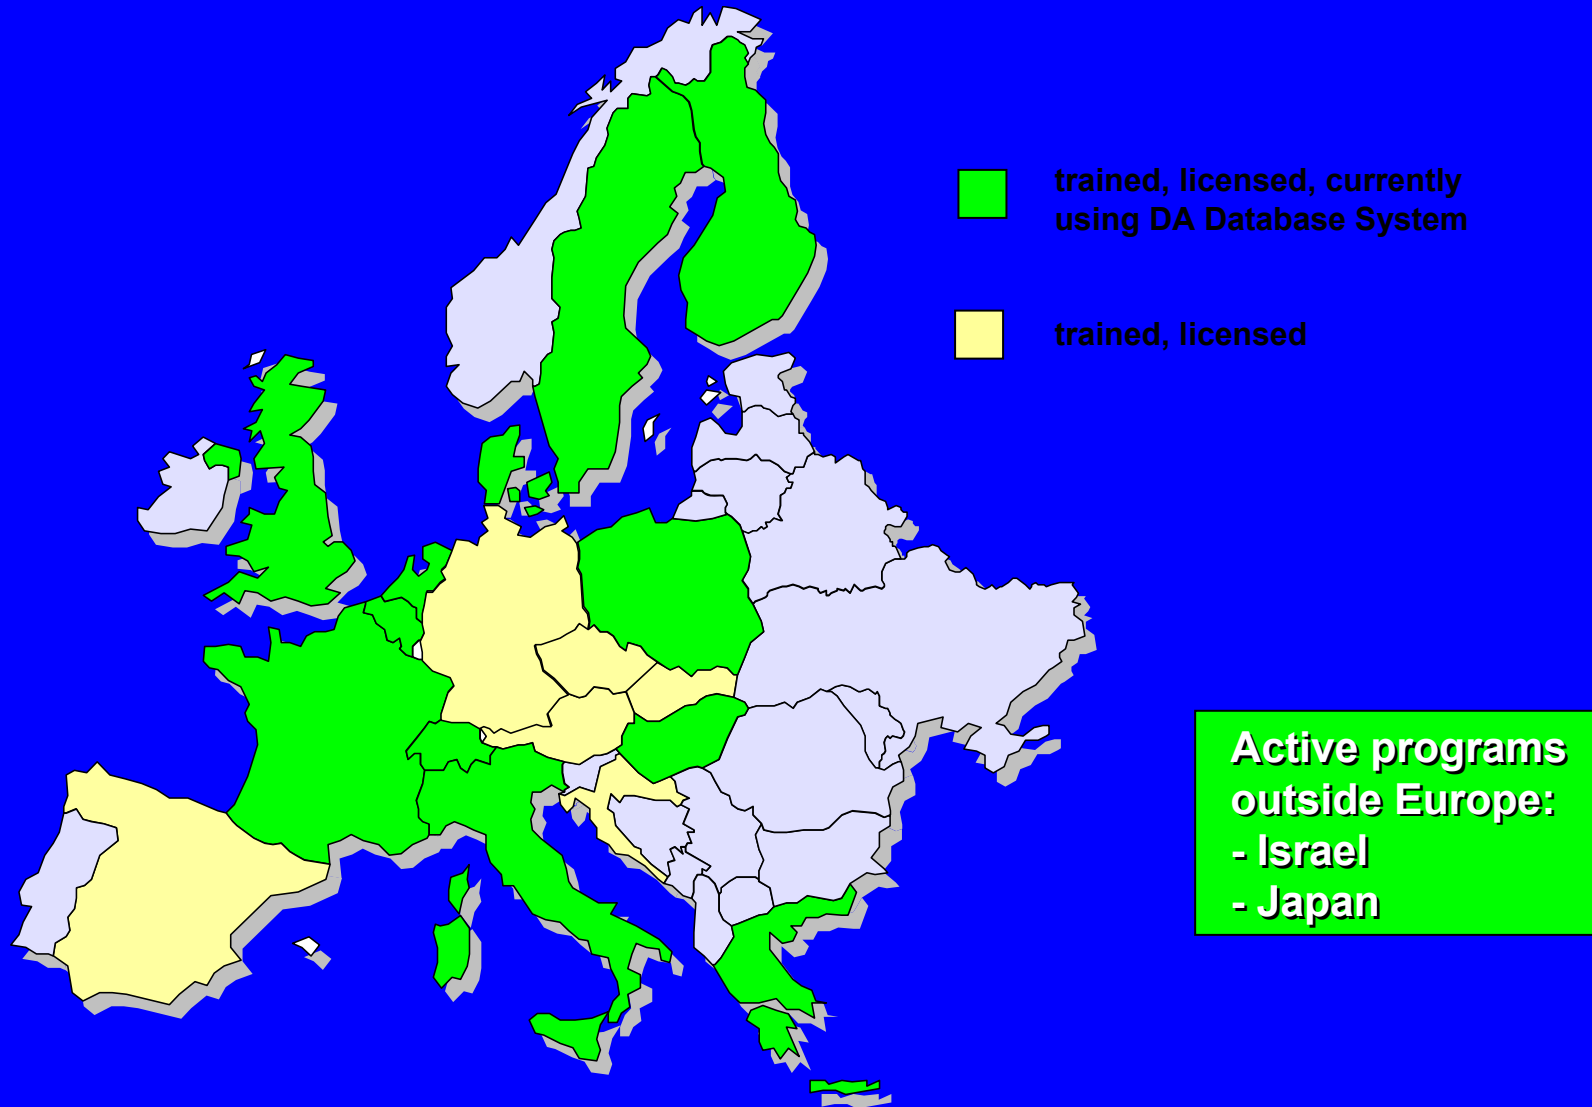 trained, licensed, currently
using DA Database System
trained, licensed
Active programs
outside Europe:
- Israel
- Japan